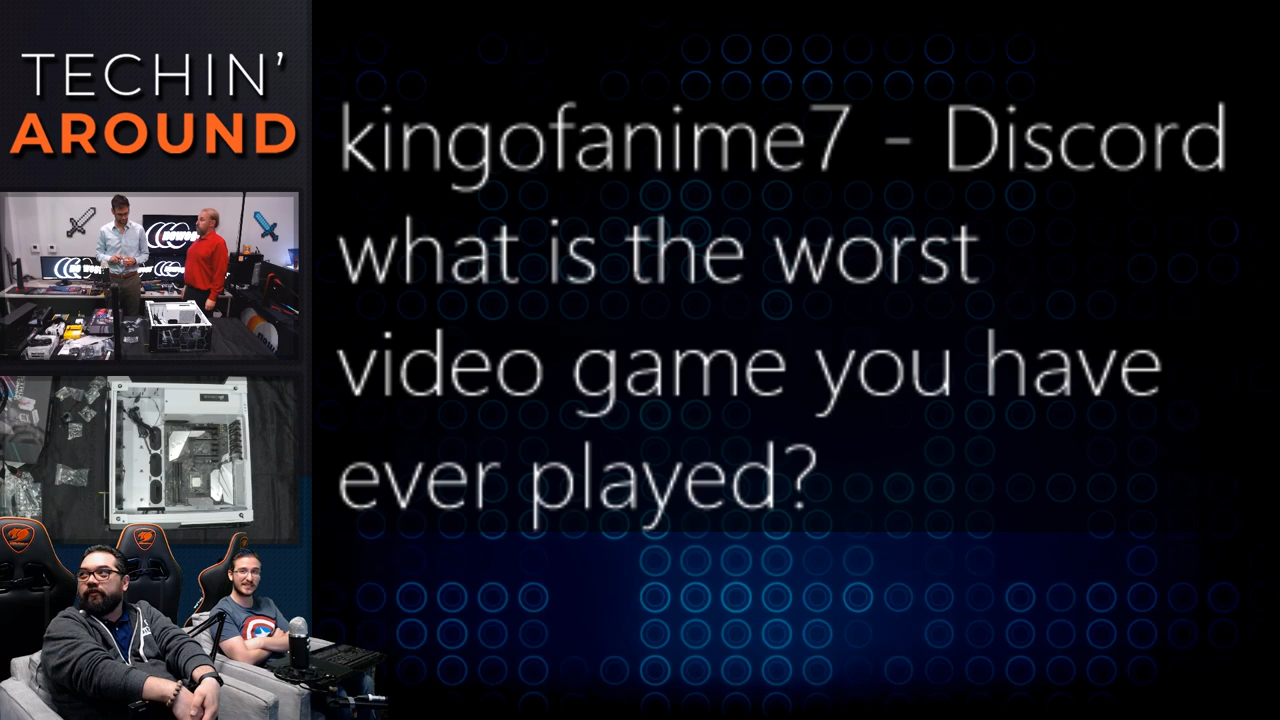 TECHIN'
AROUND
kingofanime7 - Discord
what is the worst
video game you have
ever played?